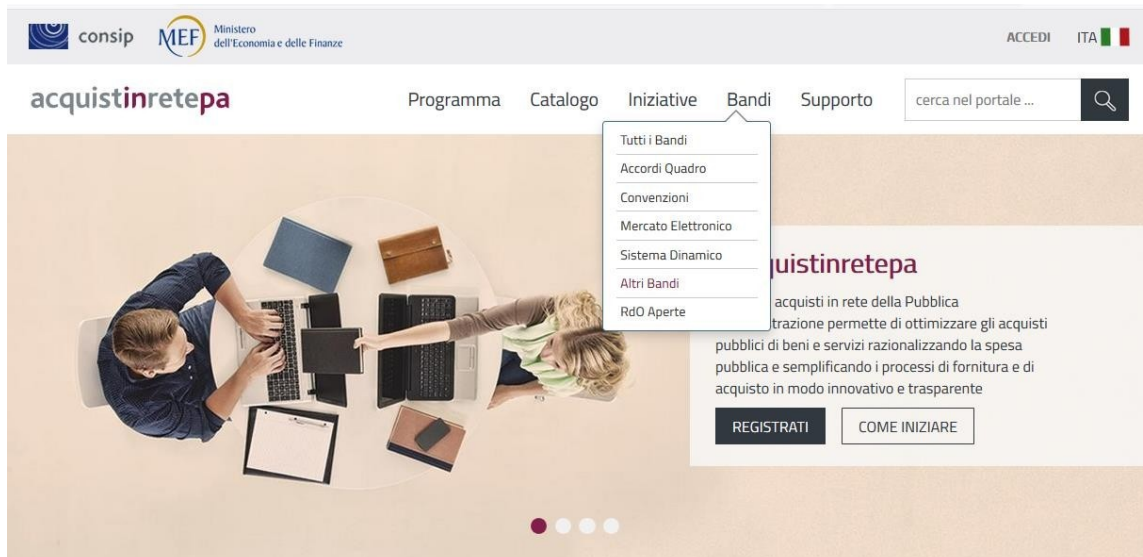 consip
MEF Ministero
dell'Economia e delle Finanze
ACCEDI ITA
acquistinretepa
Programma Catalogo Iniziative Bandi Supporto
cerca nel portale ...
Tutti i Bandi
Accordi Quadro
Convenzioni
Mercato Elettronico
Sistema Dinamico
Altri Bandi
RdO Aperte
uistinretepa
acquisti in rete della Pubblica
trazione permette di ottimizzare gli acquisti
pubblici di beni e servizi razionalizzando la spesa
pubblica e semplificando i processi di fornitura e di
acquisto in modo innovativo e trasparente
REGISTRATI COME INIZIARE